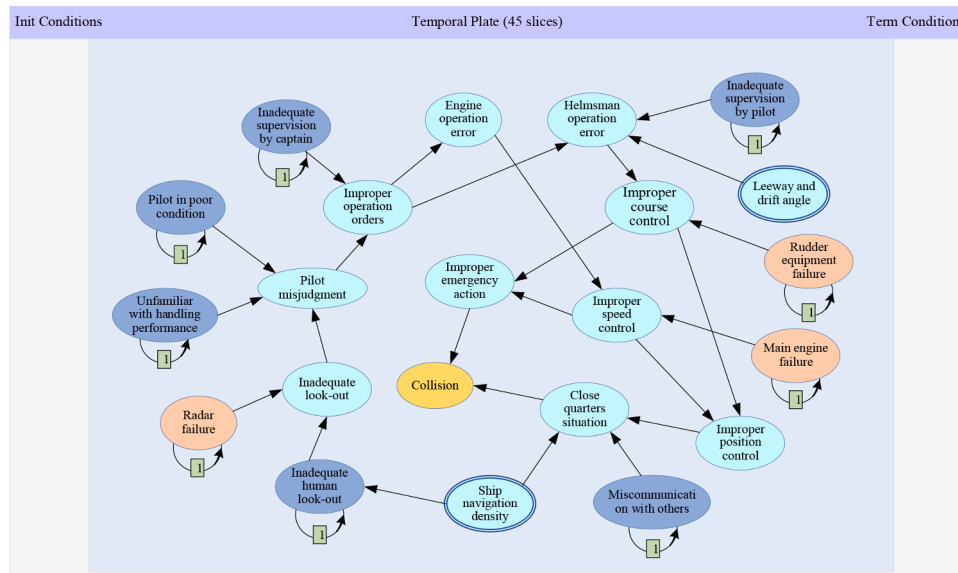 Init Conditions
Temporal Plate (45 slices)
Term Condition
Inadequate
supervision
by captain
1
Engine
operation
error
Helmsman
operation
error
Inadequate
supervision
by pilot
1
Pilot in poor
condition
1
Improper
operation
orders
Improper
course
control
Leeway and
drift angle
Unfamiliar
with handling
performance
1
Pilot
misjudgment
Improper
emergency
action
Improper
speed
control
Rudder
equipment
failure
1
Main engine
failure
1
Radar
failure
1
Inadequate
look-out
Collision
Close
quarters
situation
Improper
position
control
Inadequate
human
look-out
1
Ship
navigation
density
Miscommunicati
on with others
1